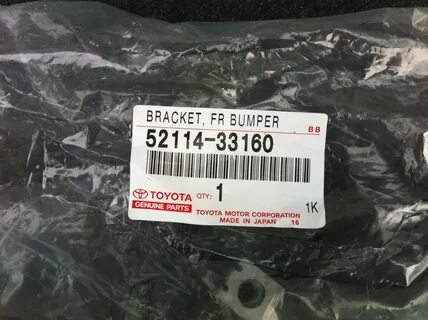 BRACKET, FR BUMPER
BB
52114-33160
TOYOTA QTY: 1 1K
GENUINE PARTS
TOYOTA MOTOR CORPORATION
MADE IN JAPAN 16